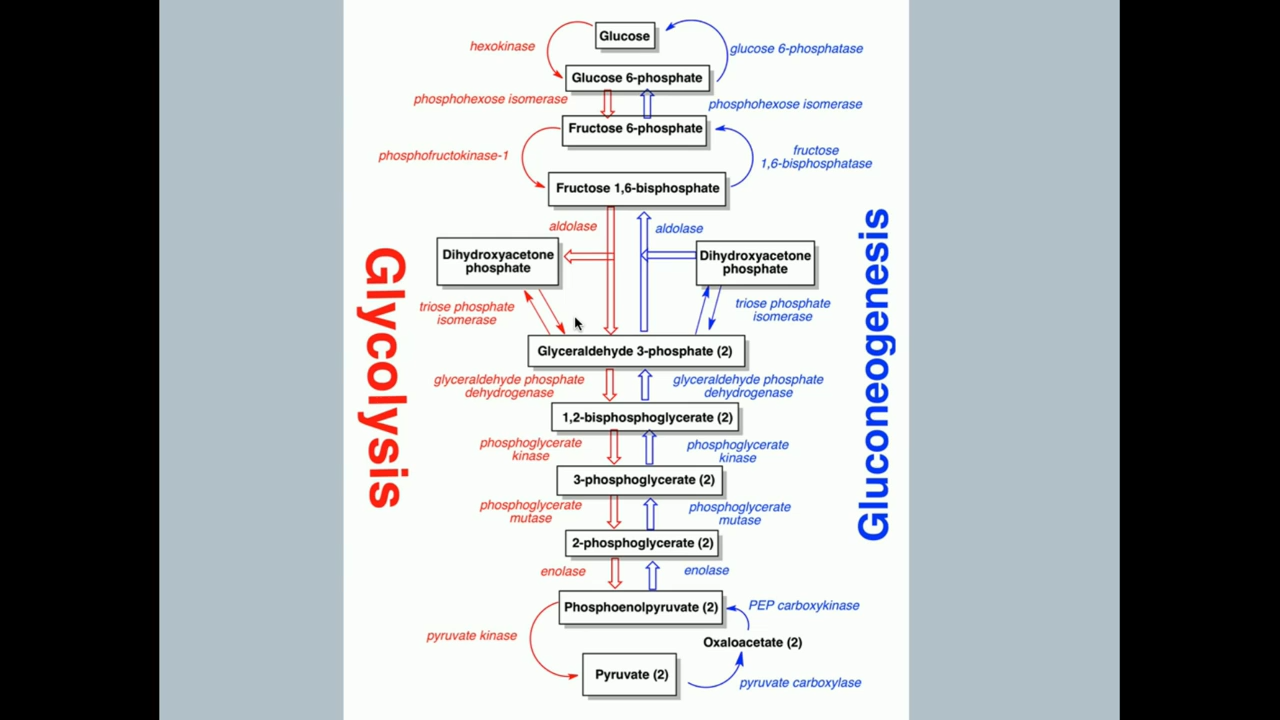 Glucose
hexokinase
glucose 6-phosphatase
Glucose 6-phosphate
phosphohexose isomerase
phosphohexose isomerase
Fructose 6-phosphate
phosphofructokinase-1
fructose
1,6-bisphosphatase
Fructose 1,6-bisphosphate
aldolase
aldolase
Dihydroxyacetone
phosphate
Dihydroxyacetone
phosphate
triose phosphate
isomerase
triose phosphate
isomerase
Glycolysis
Gluconeogenesis
Glyceraldehyde 3-phosphate (2)
glyceraldehyde phosphate
dehydrogenase
glyceraldehyde phosphate
dehydrogenase
1,2-bisphosphoglycerate (2)
phosphoglycerate
kinase
phosphoglycerate
kinase
3-phosphoglycerate (2)
phosphoglycerate
mutase
phosphoglycerate
mutase
2-phosphoglycerate (2)
enolase
enolase
Phosphoenolpyruvate (2)
PEP carboxykinase
pyruvate kinase
Oxaloacetate (2)
Pyruvate (2)
pyruvate carboxylase